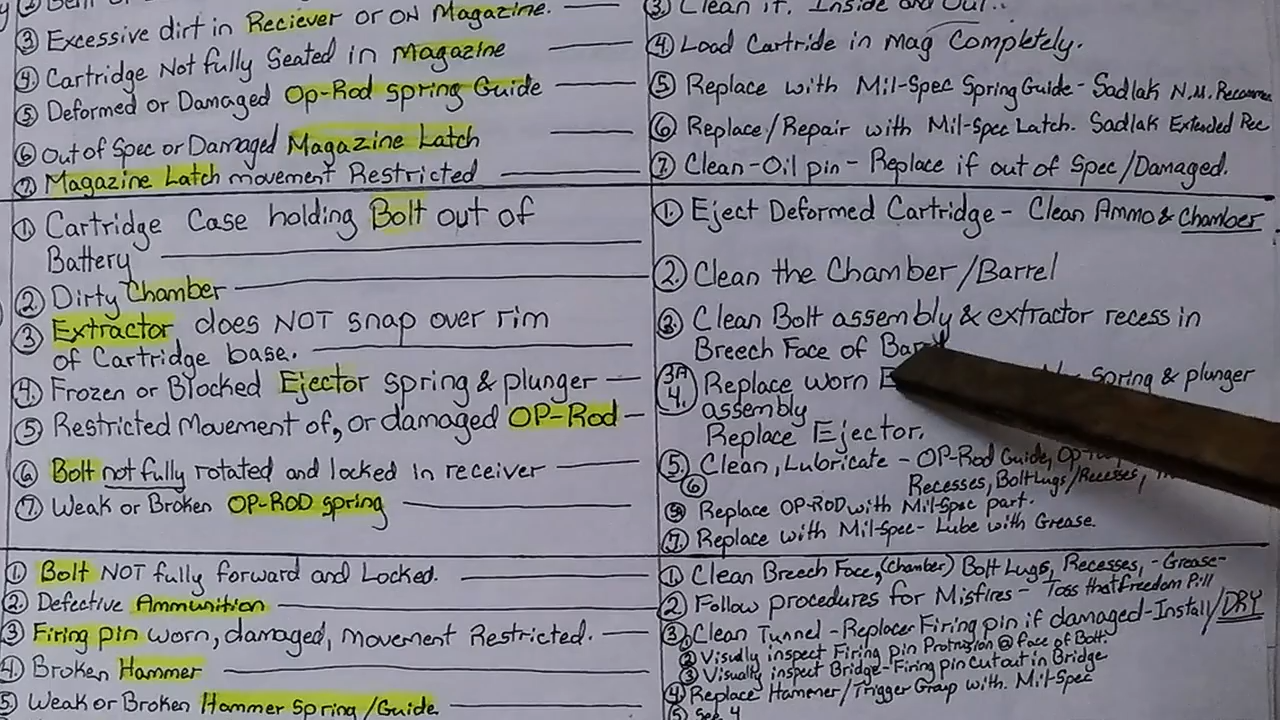 ③ Excessive dirt in Reciever or on Magazine.
④ Cartridge Not fully Seated in Magazine
⑤ Deformed or Damaged Op-Rod spring Guide
⑥ out of Spec or Damaged Magazine Latch
⑦ Magazine Latch movement Restricted
③ Clean it. Inside and Out..
④ Load Cartride in Mag Completely.
⑤ Replace with Mil-Spec Spring Guide - Sadlak N.M.
⑥ Replace/Repair with Mil-Spec Latch. Sadlak Extended Rec
⑦ Clean-Oil pin - Replace if out of Spec/Damaged.
① Cartridge Case holding Bolt out of
Battery
② Dirty Chamber
③ Extractor does NOT snap over rim
of Cartridge base.
④. Frozen or Blocked Ejector spring & plunger
⑤ Restricted Movement of, or damaged OP-Rod
⑥ Bolt not fully rotated and locked in receiver
⑦. Weak or Broken OP-ROD spring
① Eject Deformed Cartridge - Clean Ammo & Chamber
②. Clean the Chamber/Barrel
③. Clean Bolt assembly & extractor recess in
Breech Face of
3A Replace worn
4. Spring & plunger
assembly
Replace Ejector.
⑤. Clean, Lubricate - OP-Rod Guide,
⑥ Recesses, Bolt Lugs/Recesses,
5A Replace OP-ROD with Mil-Spec part.
⑦. Replace with Mil-Spec- Lube with Grease.
① Bolt NOT fully forward and Locked.
②. Defective Ammunition
③ Firing pin worn, damaged, movement Restricted.
④. Broken Hammer
⑤. Weak or Broken Hammer Spring/Guide.
① Clean Breech Face, (Chamber) Bolt Lugs, Recesses, - Grease-
② Follow procedures for Misfires - Toss that Freedom Pill
③ ① Clean Tunnel - Replacer Firing pin if damaged - Install/DRY
② Visually inspect Firing pin Protrusion @ face of Bolt
③ Visually inspect Bridge-Firing pin cut out in Bridge
④ Replace Hamener/Trigger Group with. Mil-Spec
⑤ See 4